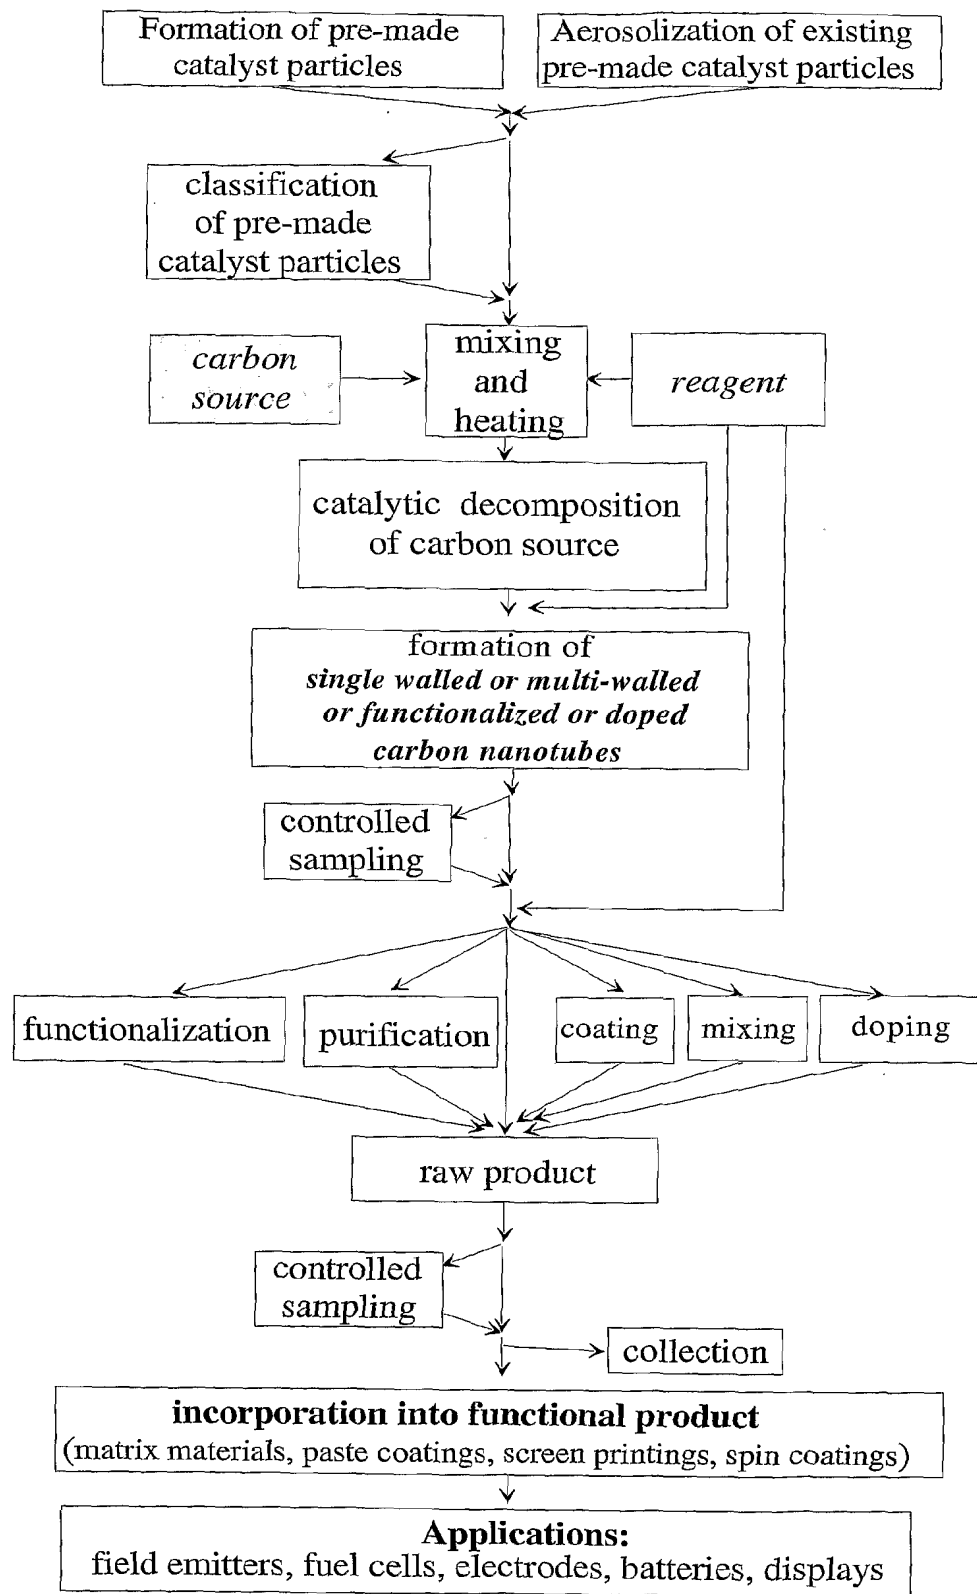 Formation of pre-made
catalyst particles
Aerosolization of existing
pre-made catalyst particles
classification
of pre-made
catalyst particles
carbon
source
mixing
and
heating
reagent
catalytic decomposition
of carbon source
formation of
single walled or multi-walled
or functionalized or doped
carbon nanotubes
controlled
sampling
functionalization
purification
coating
mixing
doping
raw product
controlled
sampling
collection
incorporation into functional product
(matrix materials, paste coatings, screen printings, spin coatings)
Applications:
field emitters, fuel cells, electrodes, batteries, displays